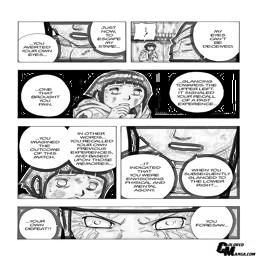 MY
EYES
CAN'T
BE
DECEIVED!
JUST
NOW,
TO
ESCAPE
MY
STARE...
...YOU
AVERTED
YOUR OWN
EYES...
GLANCING
TOWARDS THE
UPPER LEFT.
IT SIGNALED
YOUR RECALL
OF A PAST
EXPERIENCE
...ONE
THAT
BROUGHT
YOU
PAIN.
WHEN YOU
SUBSEQUENTLY
GLANCED TO
THE LOWER
RIGHT...
...IT
INDICATED
THAT
YOU WERE
ENVISIONING
PHYSICAL
AND MENTAL
AGONY.
IN OTHER
WORDS...
YOU RECALLED
YOUR OWN
PREVIOUS
EXPERIENCES,
AND BASED
UPON THOSE
MEMORIES...
...YOU
IMAGINED
THE
OUTCOME OF
THIS MATCH.
YOU
FORESAW...
...YOUR
OWN
DEFEAT!!
COLORED
MANGA.COM